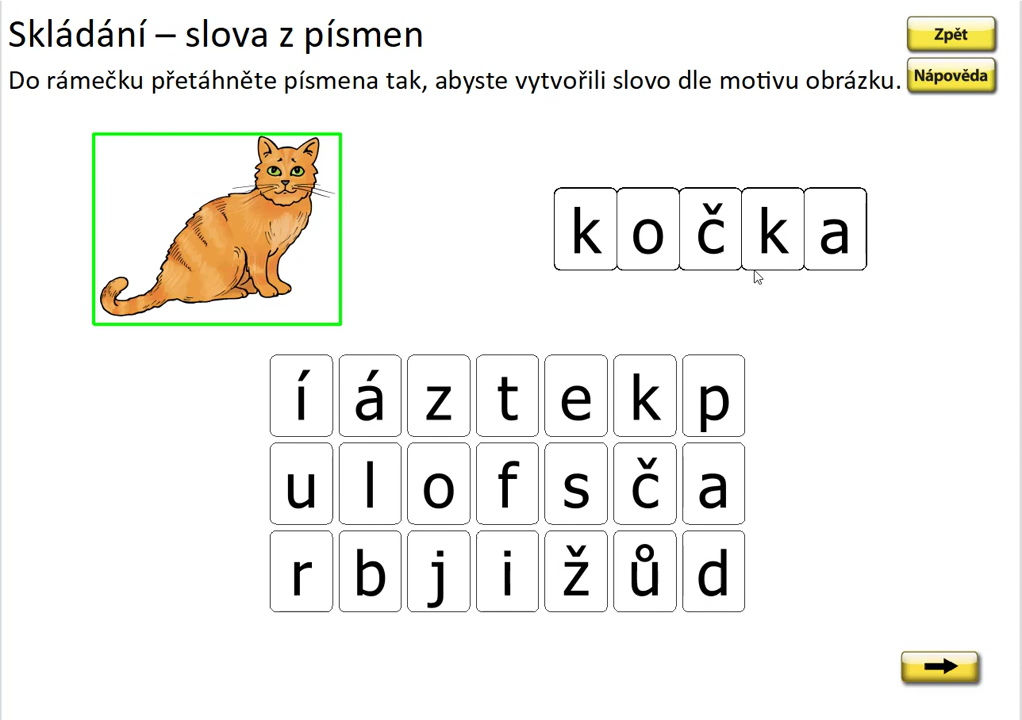 Skládání – slova z písmen
Zpět
Do rámečku přetáhněte písmena tak, abyste vytvořili slovo dle motivu obrázku.
Nápověda
k o č k a
í á z t e k p
u l o f s č a
r b j i ž ů d